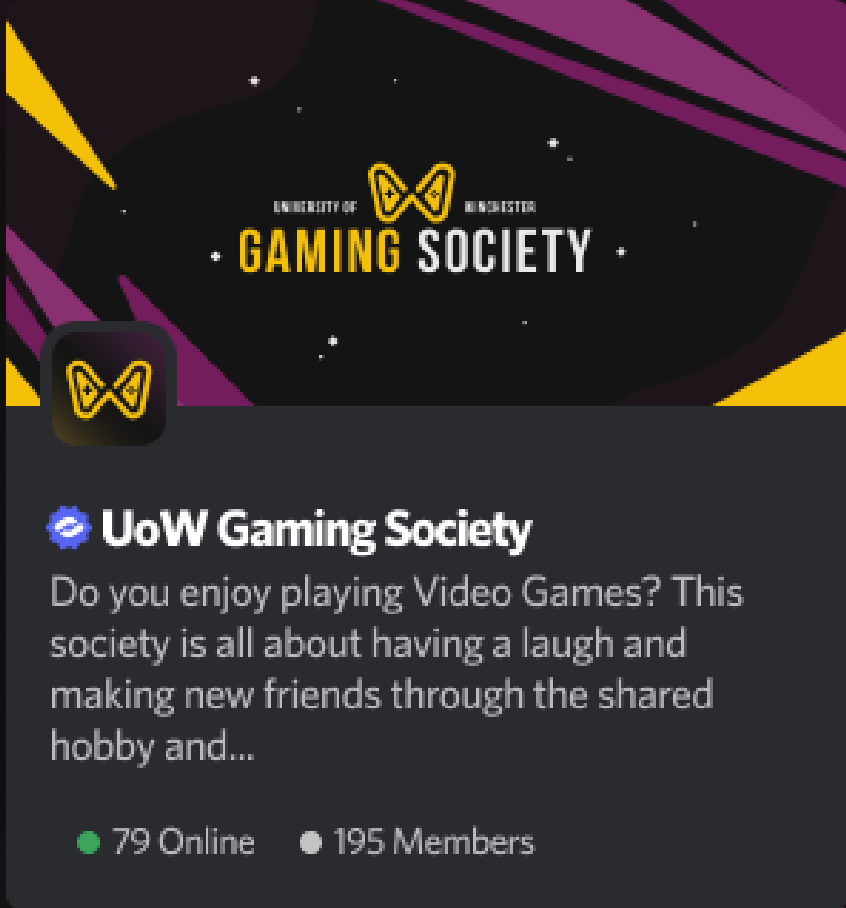 UNIVERSITY OF WINCHESTER
GAMING SOCIETY
UoW Gaming Society
Do you enjoy playing Video Games? This
society is all about having a laugh and
making new friends through the shared
hobby and...
79 Online 195 Members